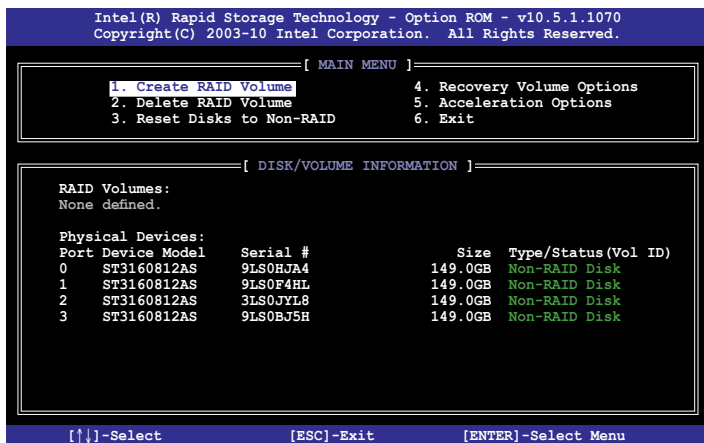 Intel(R) Rapid Storage Technology - Option ROM - v10.5.1.1070
Copyright(C) 2003-10 Intel Corporation. All Rights Reserved.
[ MAIN MENU ]
1. Create RAID Volume 4. Recovery Volume Options
2. Delete RAID Volume 5. Acceleration Options
3. Reset Disks to Non-RAID 6. Exit
[ DISK/VOLUME INFORMATION ]
RAID Volumes:
None defined.
Physical Devices:
Port Device Model Serial # Size Type/Status(Vol ID)
0 ST3160812AS 9LS0HJA4 149.0GB Non-RAID Disk
1 ST3160812AS 9LS0F4HL 149.0GB Non-RAID Disk
2 ST3160812AS 3LS0JYL8 149.0GB Non-RAID Disk
3 ST3160812AS 9LS0BJ5H 149.0GB Non-RAID Disk
[↑↓]-Select [ESC]-Exit [ENTER]-Select Menu